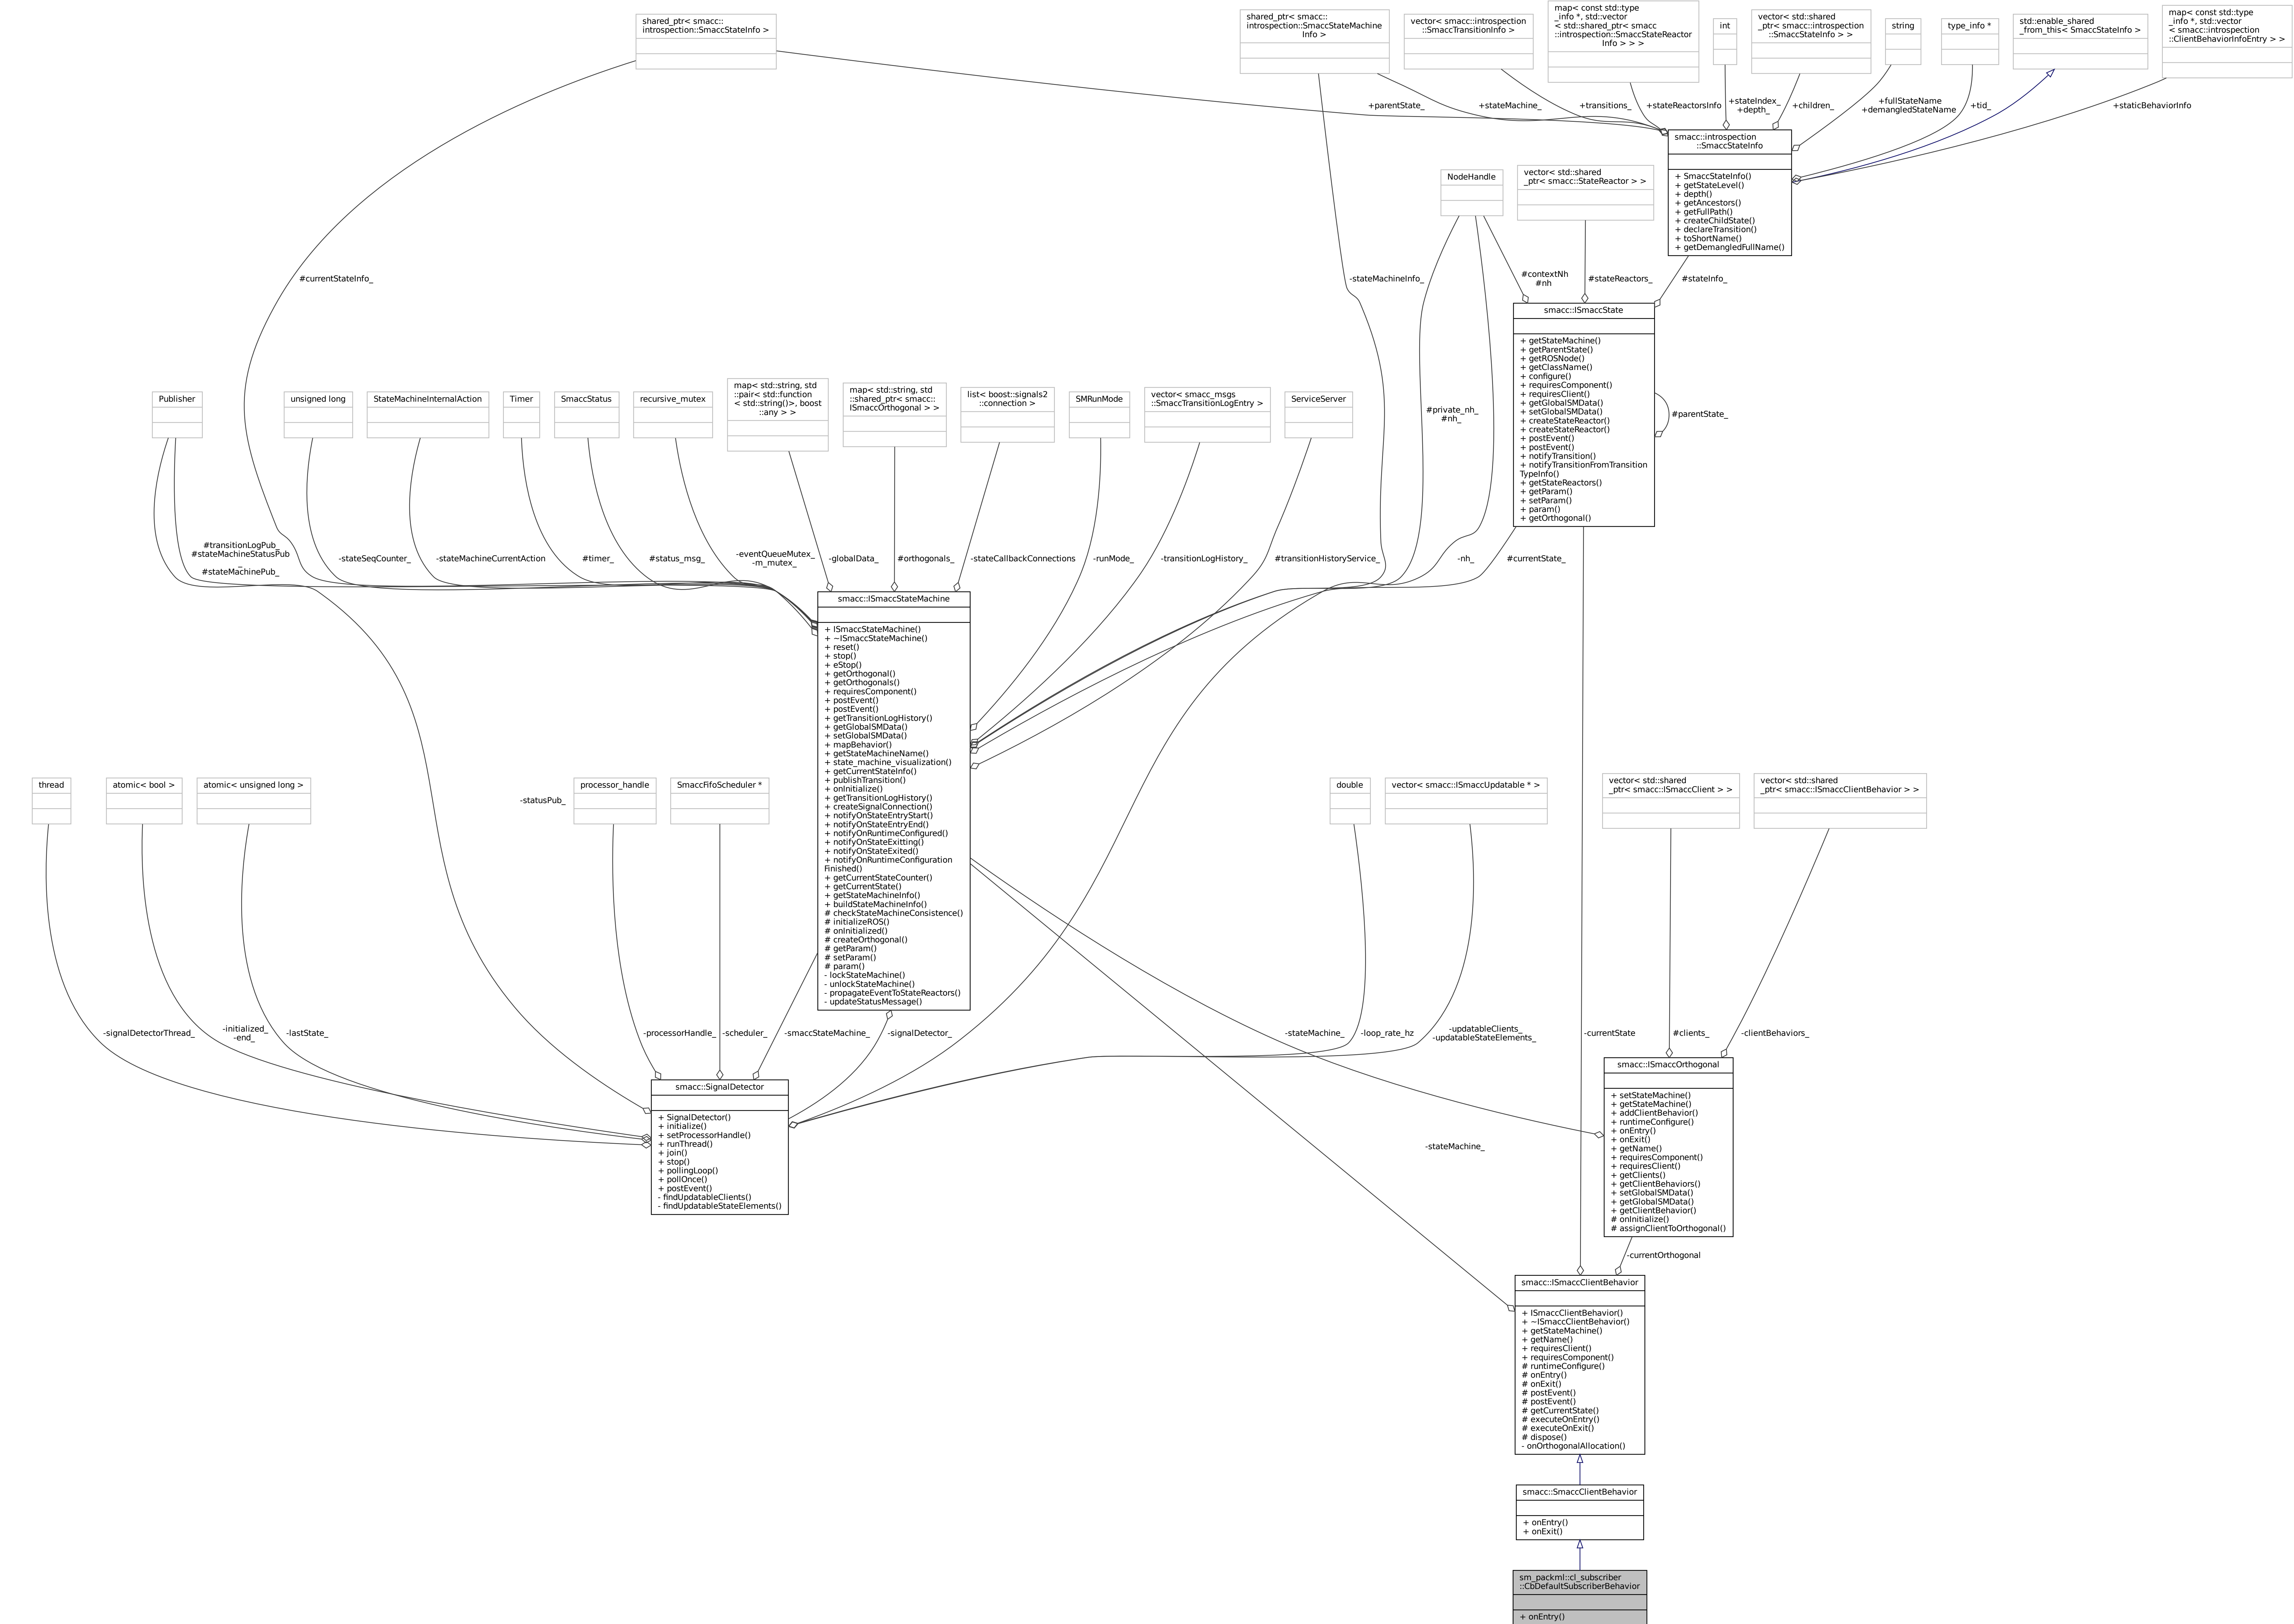 shared_ptr< smacc::
introspection::SmaccStateInfo >
shared_ptr< smacc::
introspection::SmaccStateMachine
Info >
vector< smacc::introspection
::SmaccTransitionInfo >
map< const std::type
_info *, std::vector
< std::shared_ptr< smacc
::introspection::SmaccStateReactor
Info > > >
int
vector< std::shared
_ptr< smacc::introspection
::SmaccStateInfo > >
string
type_info *
std::enable_shared
_from_this< SmaccStateInfo >
map< const std::type
_info *, std::vector
< smacc::introspection
::ClientBehaviorInfoEntry > >
+parentState_
+stateMachine_
+transitions_
+stateReactorsInfo
+stateIndex_
+depth_
+children_
+fullStateName
+demangledStateName
+tid_
+staticBehaviorInfo
smacc::introspection
::SmaccStateInfo
+ SmaccStateInfo()
+ getStateLevel()
+ depth()
+ getAncestors()
+ getFullPath()
+ createChildState()
+ declareTransition()
+ toShortName()
+ getDemangledFullName()
NodeHandle
vector< std::shared
_ptr< smacc::StateReactor > >
#currentStateInfo_
-stateMachineInfo_
#contextNh
#nh
#stateReactors_
#stateInfo_
smacc::ISmaccState
+ getStateMachine()
+ getParentState()
+ getROSNode()
+ getClassName()
+ configure()
+ requiresComponent()
+ requiresClient()
+ getGlobalSMData()
+ setGlobalSMData()
+ createStateReactor()
+ createStateReactor()
+ postEvent()
+ postEvent()
+ notifyTransition()
+ notifyTransitionFromTransition
TypeInfo()
+ getStateReactors()
+ getParam()
+ setParam()
+ param()
+ getOrthogonal()
#parentState_
#private_nh_
#nh_
Publisher
unsigned long
StateMachineInternalAction
Timer
SmaccStatus
recursive_mutex
map< std::string, std
::pair< std::function
< std::string()>, boost
::any > >
map< std::string, std
::shared_ptr< smacc::
ISmaccOrthogonal > >
list< boost::signals2
::connection >
SMRunMode
vector< smacc_msgs
::SmaccTransitionLogEntry >
ServiceServer
#transitionLogPub_
#stateMachineStatusPub
_
#stateMachinePub_
-stateSeqCounter_
-stateMachineCurrentAction
#timer_
#status_msg_
-eventQueueMutex_
-m_mutex_
-globalData_
#orthogonals_
-stateCallbackConnections
-runMode_
-transitionLogHistory_
#transitionHistoryService_
-nh_
#currentState_
smacc::ISmaccStateMachine
+ ISmaccStateMachine()
+ ~ISmaccStateMachine()
+ reset()
+ stop()
+ eStop()
+ getOrthogonal()
+ getOrthogonals()
+ requiresComponent()
+ postEvent()
+ postEvent()
+ getTransitionLogHistory()
+ getGlobalSMData()
+ setGlobalSMData()
+ mapBehavior()
+ getStateMachineName()
+ state_machine_visualization()
+ getCurrentStateInfo()
+ publishTransition()
+ onInitialize()
+ getTransitionLogHistory()
+ createSignalConnection()
+ notifyOnStateEntryStart()
+ notifyOnStateEntryEnd()
+ notifyOnRuntimeConfigured()
+ notifyOnStateExitting()
+ notifyOnStateExited()
+ notifyOnRuntimeConfiguration
Finished()
+ getCurrentStateCounter()
+ getCurrentState()
+ getStateMachineInfo()
+ buildStateMachineInfo()
# checkStateMachineConsistence()
# initializeROS()
# onInitialized()
# createOrthogonal()
# getParam()
# setParam()
# param()
- lockStateMachine()
- unlockStateMachine()
- propagateEventToStateReactors()
- updateStatusMessage()
thread
atomic< bool >
atomic< unsigned long >
-statusPub_
processor_handle
SmaccFifoScheduler *
double
vector< smacc::ISmaccUpdatable * >
vector< std::shared
_ptr< smacc::ISmaccClient > >
vector< std::shared
_ptr< smacc::ISmaccClientBehavior > >
-signalDetectorThread_
-initialized_
-end_
-lastState_
-processorHandle_
-scheduler_
-smaccStateMachine_
-signalDetector_
-stateMachine_
-loop_rate_hz
-updatableClients_
-updatableStateElements_
-currentState
#clients_
-clientBehaviors_
smacc::SignalDetector
+ SignalDetector()
+ initialize()
+ setProcessorHandle()
+ runThread()
+ join()
+ stop()
+ pollingLoop()
+ pollOnce()
+ postEvent()
- findUpdatableClients()
- findUpdatableStateElements()
smacc::ISmaccOrthogonal
+ setStateMachine()
+ getStateMachine()
+ addClientBehavior()
+ runtimeConfigure()
+ onEntry()
+ onExit()
+ getName()
+ requiresComponent()
+ requiresClient()
+ getClients()
+ getClientBehaviors()
+ setGlobalSMData()
+ getGlobalSMData()
+ getClientBehavior()
# onInitialize()
# assignClientToOrthogonal()
-stateMachine_
-currentOrthogonal
smacc::ISmaccClientBehavior
+ ISmaccClientBehavior()
+ ~ISmaccClientBehavior()
+ getStateMachine()
+ getName()
+ requiresClient()
+ requiresComponent()
# runtimeConfigure()
# onEntry()
# onExit()
# postEvent()
# postEvent()
# getCurrentState()
# executeOnEntry()
# executeOnExit()
# dispose()
- onOrthogonalAllocation()
smacc::SmaccClientBehavior
+ onEntry()
+ onExit()
sm_packml::cl_subscriber
::CbDefaultSubscriberBehavior
+ onEntry()